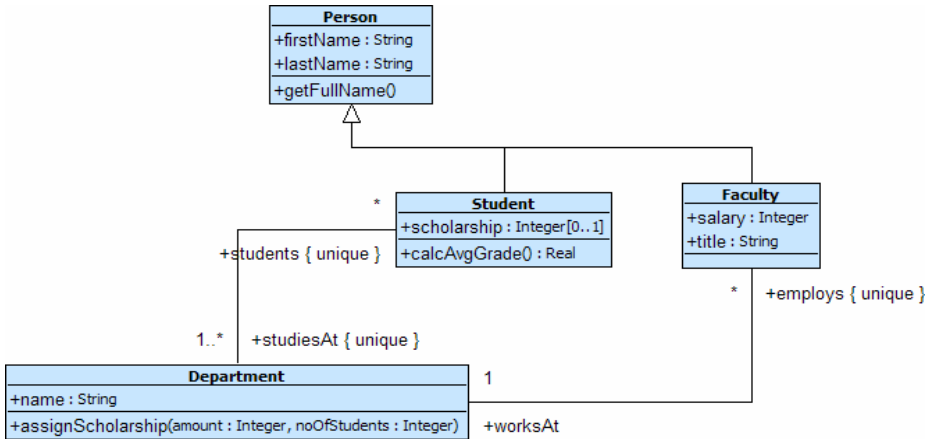 Person
+firstName : String
+lastName : String
+getFullName()
*
Student
+scholarship : Integer[0..1]
+calcAvgGrade() : Real
Faculty
+salary : Integer
+title : String
+students { unique }
* +employs { unique }
1..* +studiesAt { unique }
Department
+name : String
+assignScholarship(amount : Integer, noOfStudents : Integer)
1
+worksAt